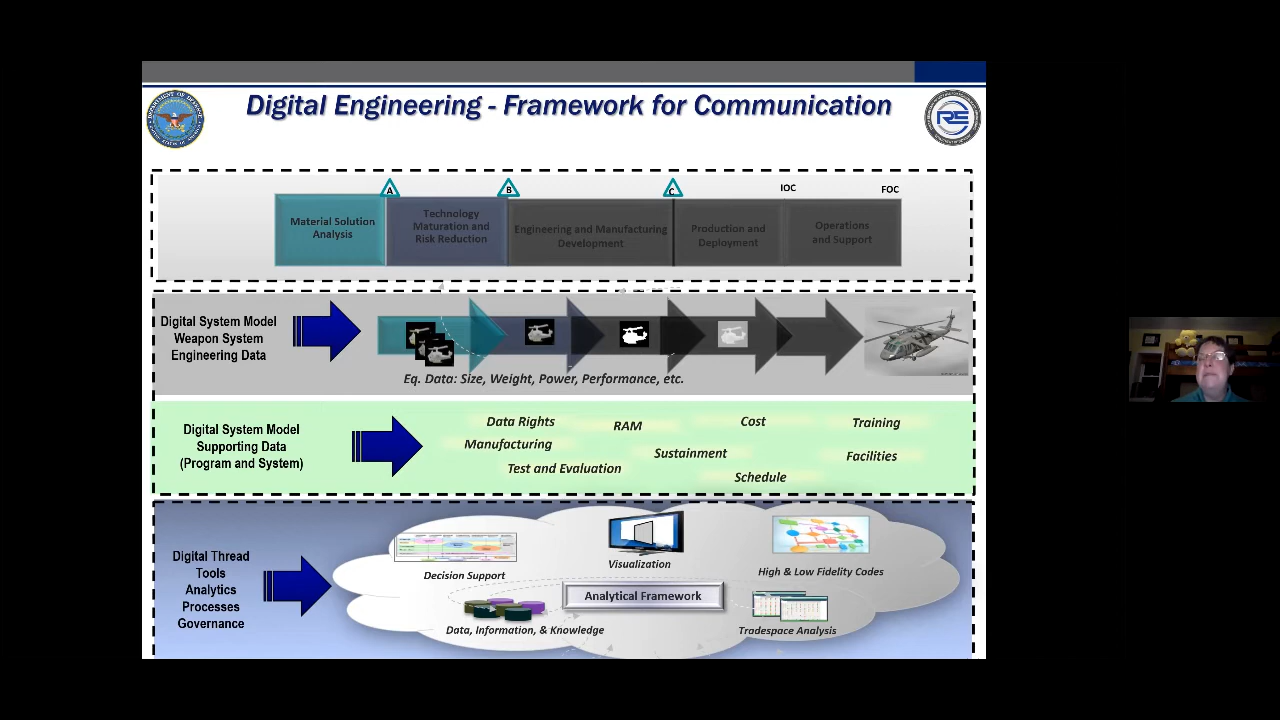 Digital Engineering - Framework for Communication
DEPARTMENT OF DEFENSE
RE
A
B
C
IOC
FOC
Material Solution
Analysis
Technology
Maturation and
Risk Reduction
Engineering and Manufacturing
Development
Production and
Deployment
Operations
and Support
Digital System Model
Weapon System
Engineering Data
Eq. Data: Size, Weight, Power, Performance, etc.
Digital System Model
Supporting Data
(Program and System)
Data Rights
RAM
Cost
Training
Manufacturing
Sustainment
Facilities
Test and Evaluation
Schedule
Digital Thread
Tools
Analytics
Processes
Governance
Decision Support
Visualization
High & Low Fidelity Codes
Analytical Framework
Data, Information, & Knowledge
Tradespace Analysis